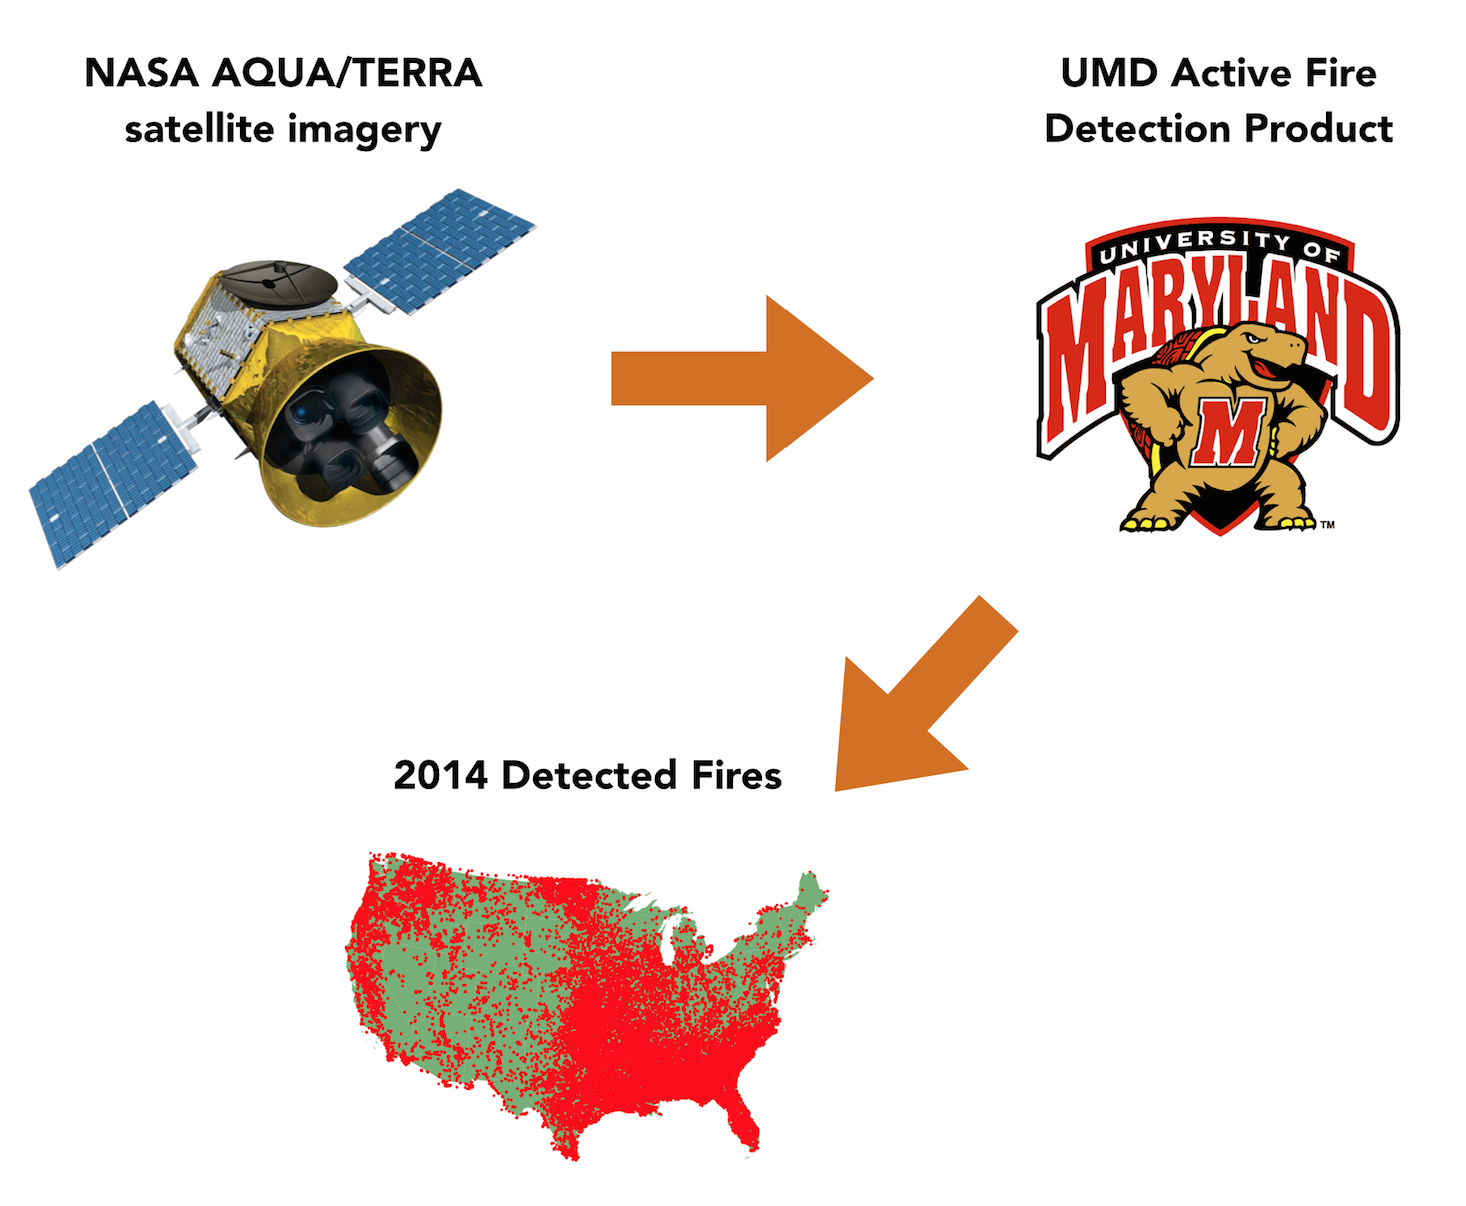 NASA AQUA/TERRA
satellite imagery
UMD Active Fire
Detection Product
UNIVERSITY OF
MARYLAND
M
TM
2014 Detected Fires